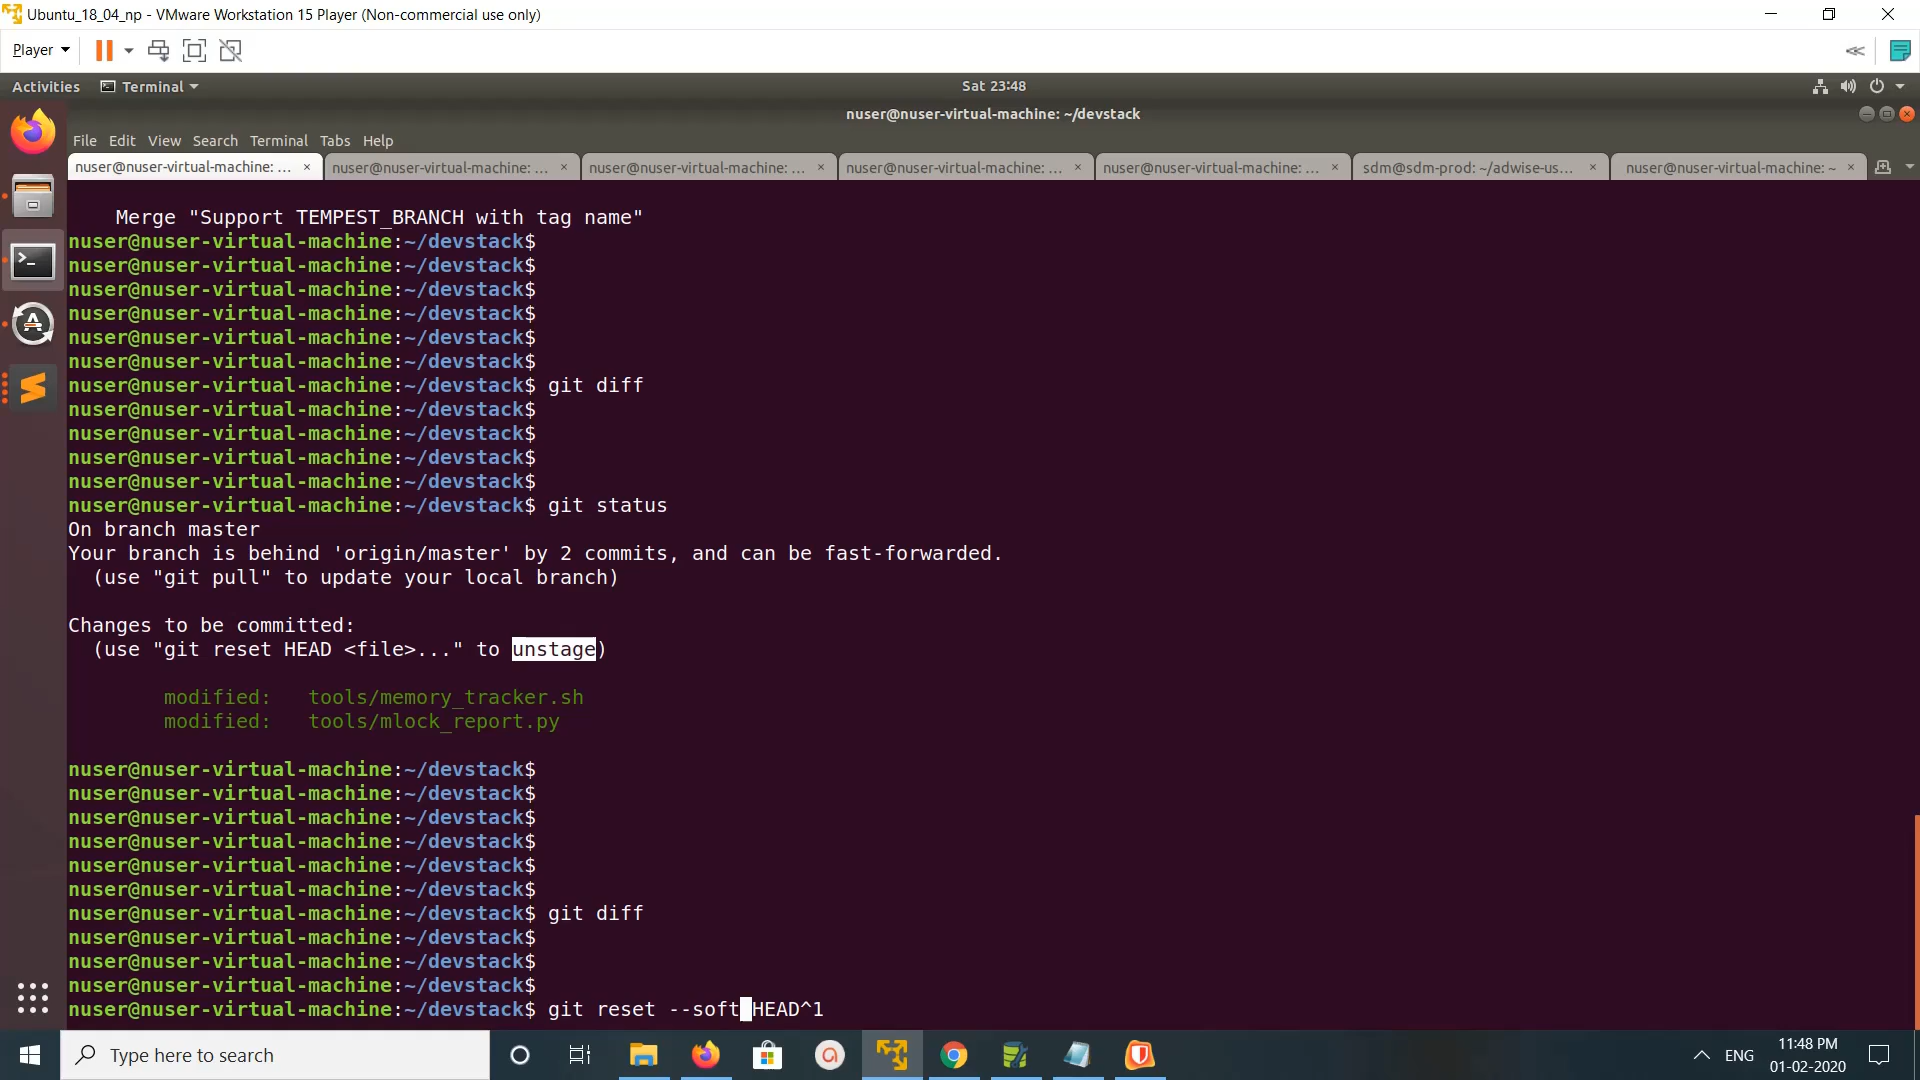 Ubuntu_18_04_np - VMware Workstation 15 Player (Non-commercial use only)
Player
Activities Terminal Sat 23:48
nuser@nuser-virtual-machine: ~/devstack
File Edit View Search Terminal Tabs Help
nuser@nuser-virtual-machine: ... × nuser@nuser-virtual-machine: ... × nuser@nuser-virtual-machine: ... × nuser@nuser-virtual-machine: ... × nuser@nuser-virtual-machine: ... × sdm@sdm-prod: ~/adwise-us... × nuser@nuser-virtual-machine: ~ ×
Merge "Support TEMPEST_BRANCH with tag name"
nuser@nuser-virtual-machine:~/devstack$
nuser@nuser-virtual-machine:~/devstack$
nuser@nuser-virtual-machine:~/devstack$
nuser@nuser-virtual-machine:~/devstack$
nuser@nuser-virtual-machine:~/devstack$
nuser@nuser-virtual-machine:~/devstack$
nuser@nuser-virtual-machine:~/devstack$ git diff
nuser@nuser-virtual-machine:~/devstack$
nuser@nuser-virtual-machine:~/devstack$
nuser@nuser-virtual-machine:~/devstack$
nuser@nuser-virtual-machine:~/devstack$
nuser@nuser-virtual-machine:~/devstack$ git status
On branch master
Your branch is behind 'origin/master' by 2 commits, and can be fast-forwarded.
(use "git pull" to update your local branch)
Changes to be committed:
(use "git reset HEAD <file>..." to unstage)
modified: tools/memory_tracker.sh
modified: tools/mlock_report.py
nuser@nuser-virtual-machine:~/devstack$
nuser@nuser-virtual-machine:~/devstack$
nuser@nuser-virtual-machine:~/devstack$
nuser@nuser-virtual-machine:~/devstack$
nuser@nuser-virtual-machine:~/devstack$
nuser@nuser-virtual-machine:~/devstack$
nuser@nuser-virtual-machine:~/devstack$ git diff
nuser@nuser-virtual-machine:~/devstack$
nuser@nuser-virtual-machine:~/devstack$
nuser@nuser-virtual-machine:~/devstack$
nuser@nuser-virtual-machine:~/devstack$ git reset --soft HEAD^1
Type here to search
ENG
11:48 PM
01-02-2020